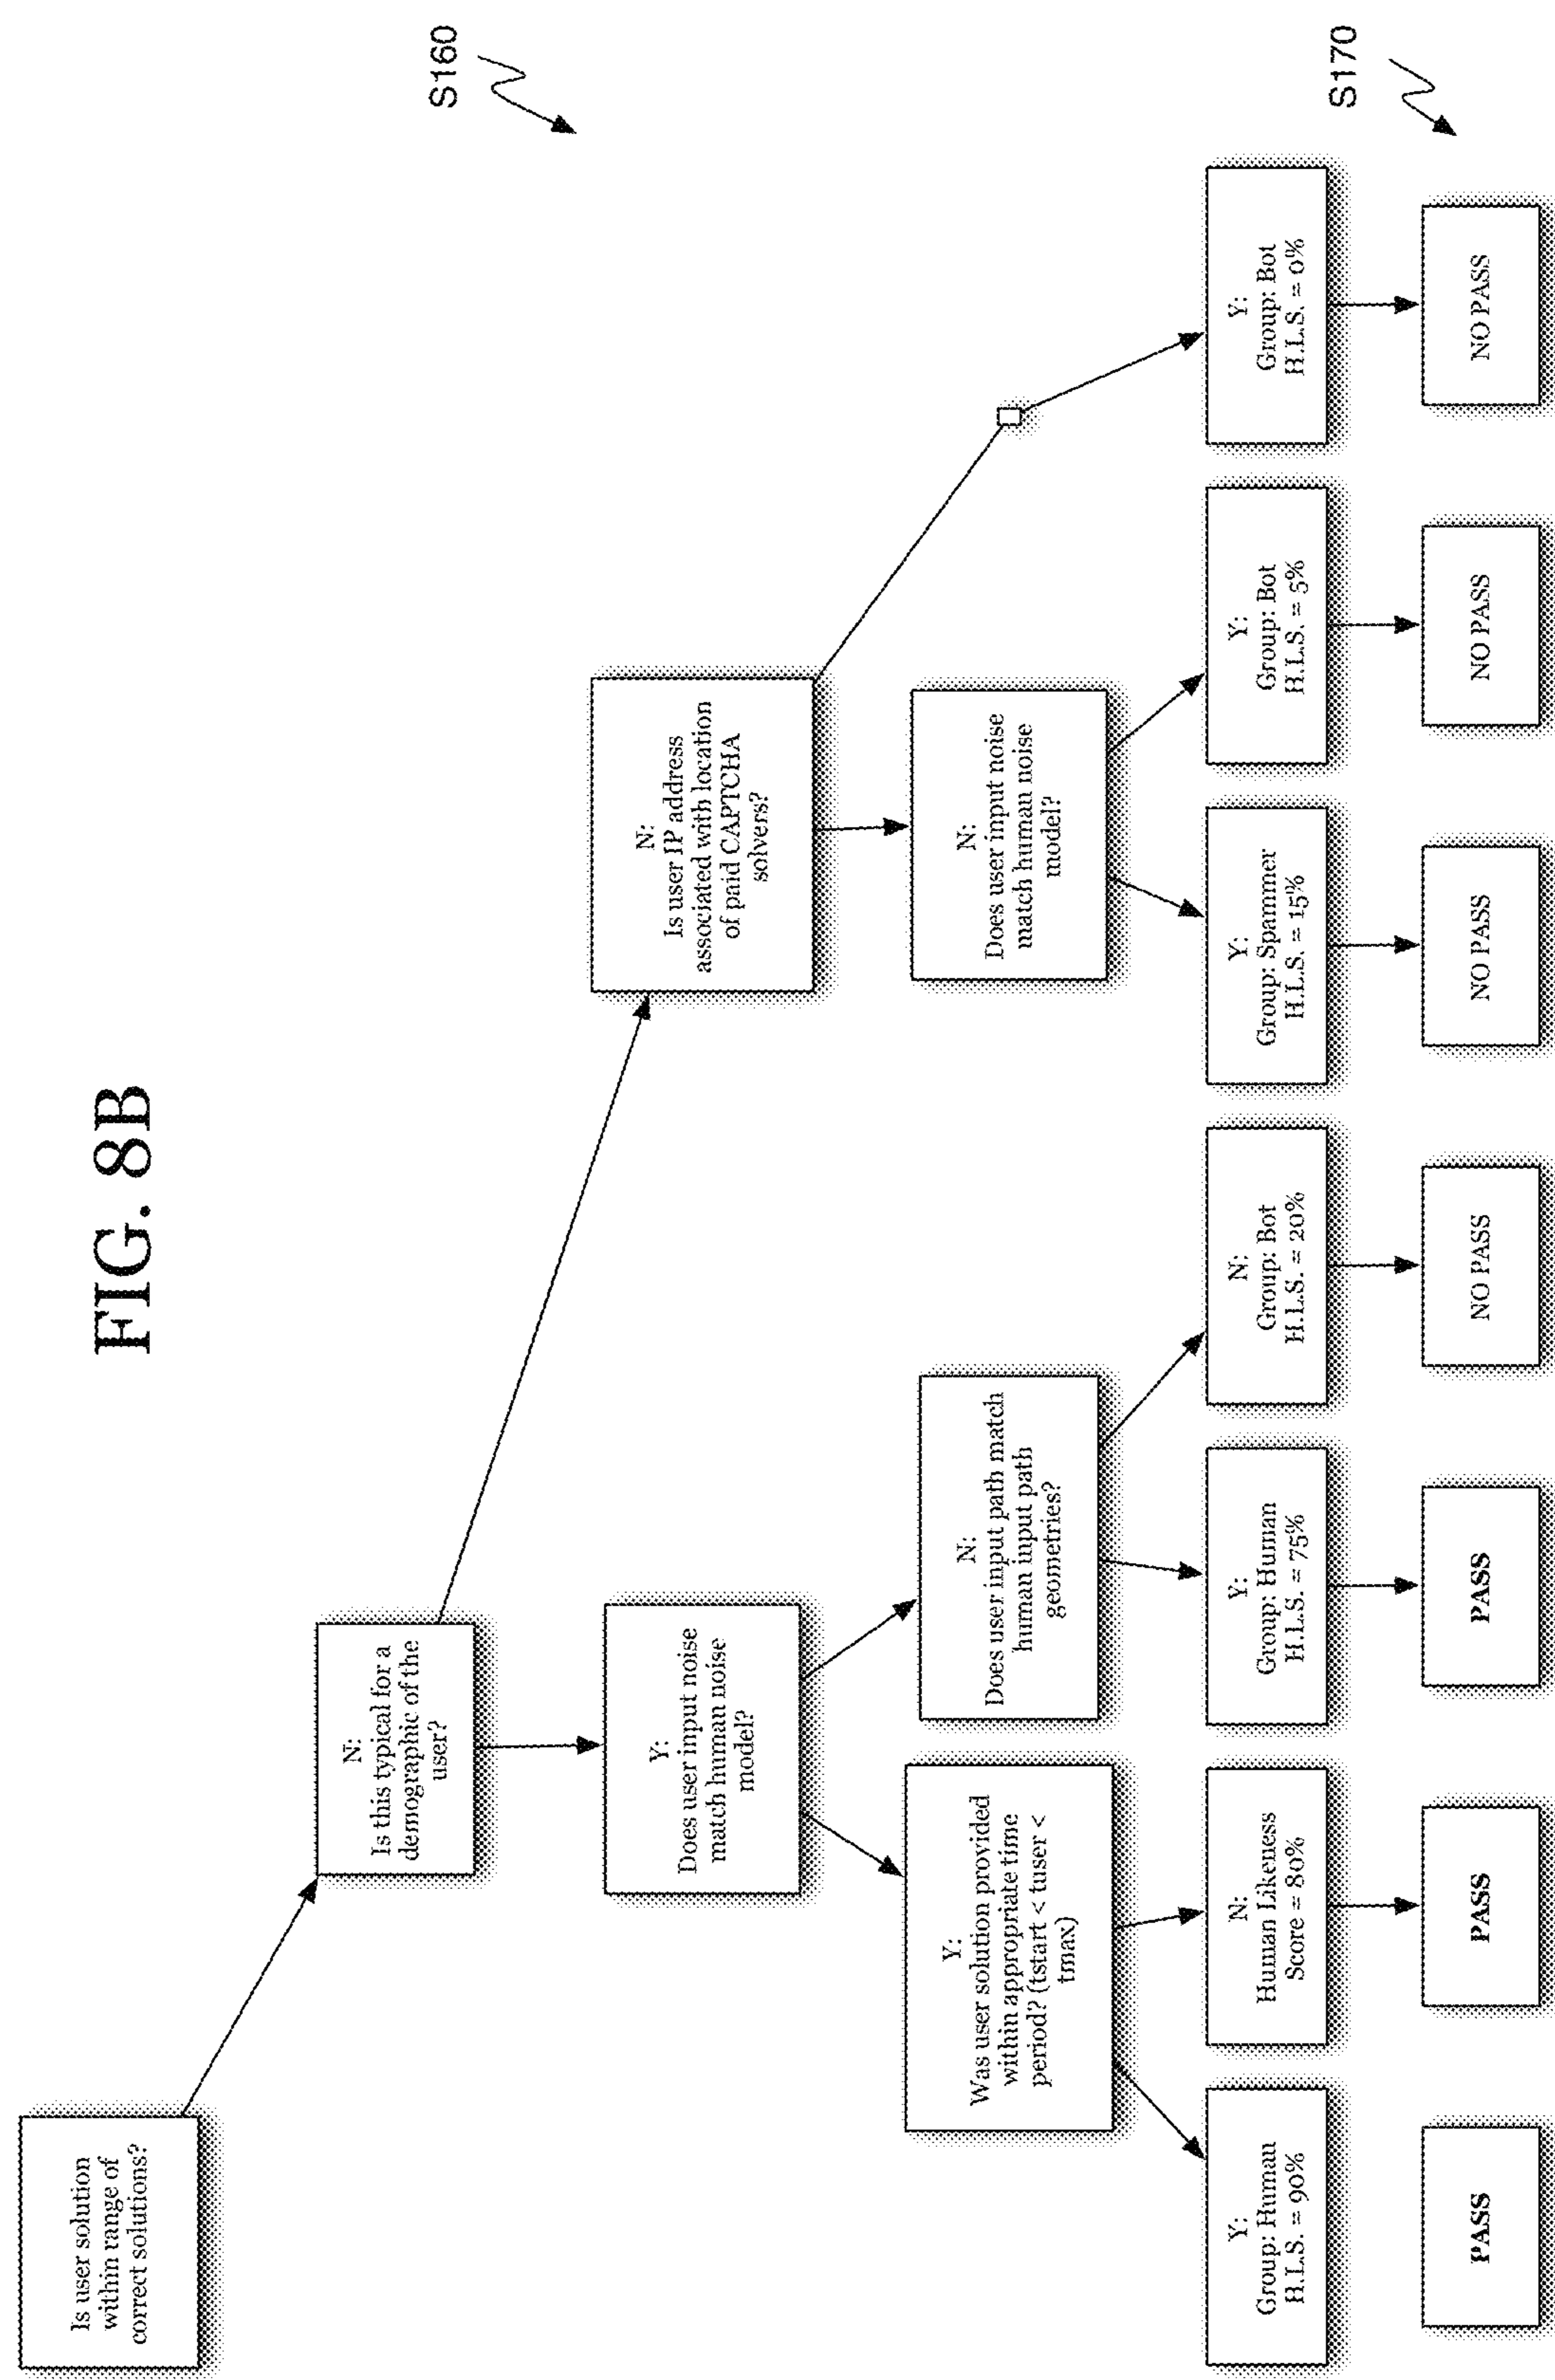 FIG. 8B
Is user solution
within range of
correct solutions?
N:
Is this typical for a
demographic of the
user?
S160
Y:
Does user input noise
match human noise
model?
N:
Is user IP address
associated with location
of paid CAPTCHA
solvers?
Y:
Was user solution provided
within appropriate time
period? (tstart < tuser <
tmax)
N:
Does user input path match
human input path
geometries?
N:
Does user input noise
match human noise
model?
Y:
Group: Human
H.L.S. = 90%
N:
Human Likeness
Score = 80%
Y:
Group: Human
H.L.S. = 75%
N:
Group: Bot
H.L.S. = 20%
Y:
Group: Spammer
H.L.S. = 15%
Y:
Group: Bot
H.L.S. = 5%
Y:
Group: Bot
H.L.S. = 0%
S170
PASS
PASS
PASS
NO PASS
NO PASS
NO PASS
NO PASS